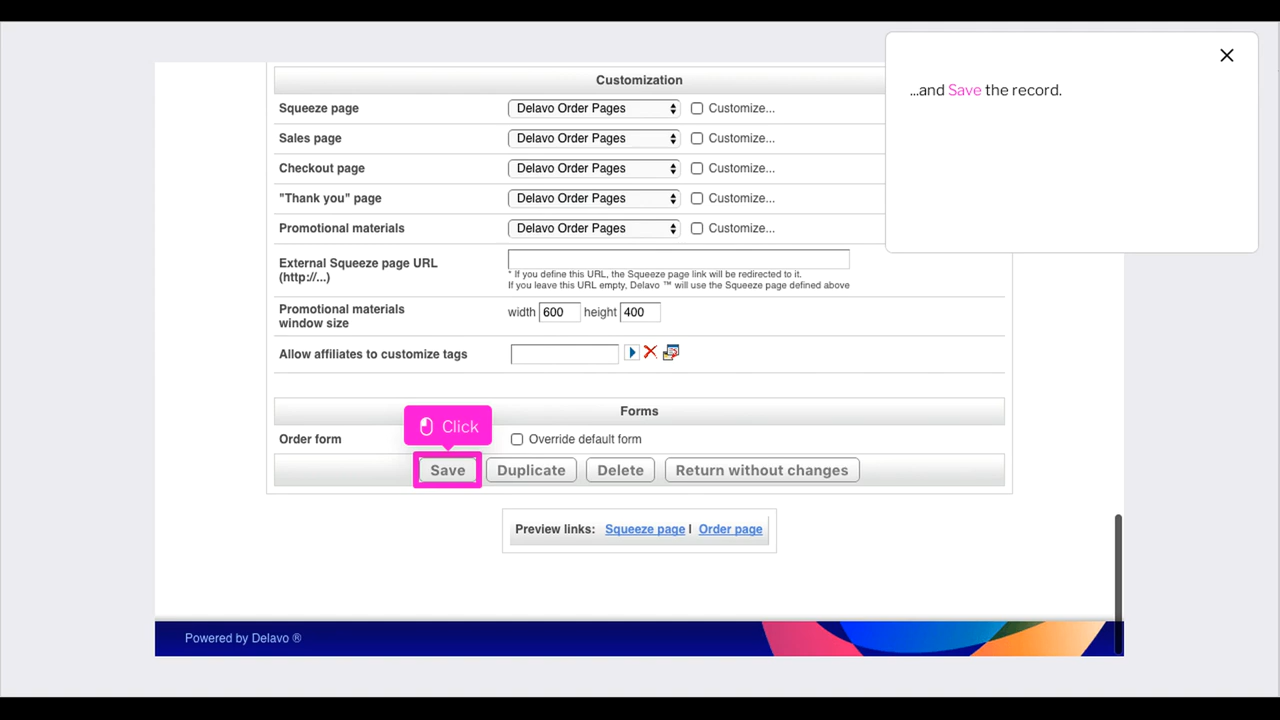 ...and Save the record.
Customization
Squeeze page Delavo Order Pages Customize...
Sales page Delavo Order Pages Customize...
Checkout page Delavo Order Pages Customize...
"Thank you" page Delavo Order Pages Customize...
Promotional materials Delavo Order Pages Customize...
External Squeeze page URL
(http://...)
* If you define this URL, the Squeeze page link will be redirected to it.
If you leave this URL empty, Delavo ™ will use the Squeeze page defined above
Promotional materials
window size
width 600 height 400
Allow affiliates to customize tags
Forms
Click
Order form Override default form
Save Duplicate Delete Return without changes
Preview links: Squeeze page | Order page
Powered by Delavo ®